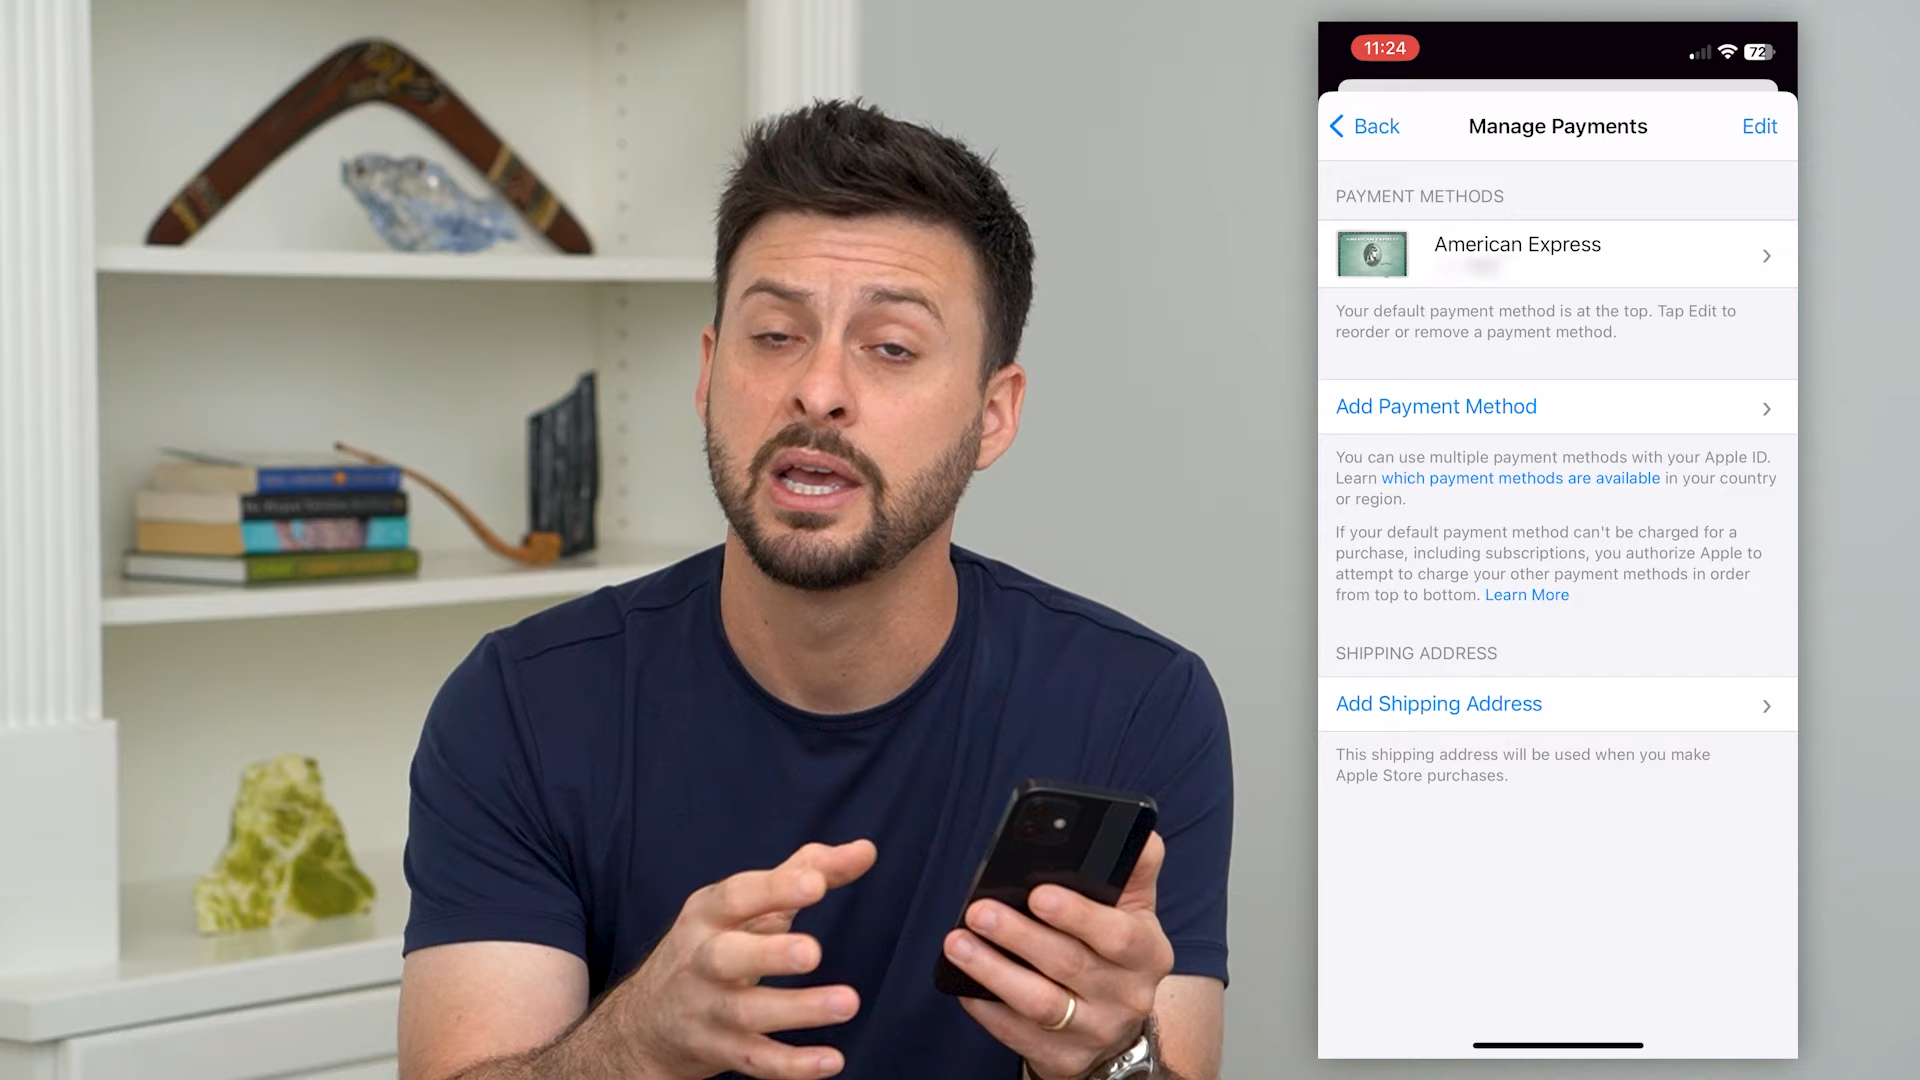 11:24
72
Back
Manage Payments
Edit
PAYMENT METHODS
American Express
Your default payment method is at the top. Tap Edit to
reorder or remove a payment method.
Add Payment Method
You can use multiple payment methods with your Apple ID.
Learn which payment methods are available in your country
or region.
If your default payment method can't be charged for a
purchase, including subscriptions, you authorize Apple to
attempt to charge your other payment methods in order
from top to bottom. Learn More
SHIPPING ADDRESS
Add Shipping Address
This shipping address will be used when you make
Apple Store purchases.